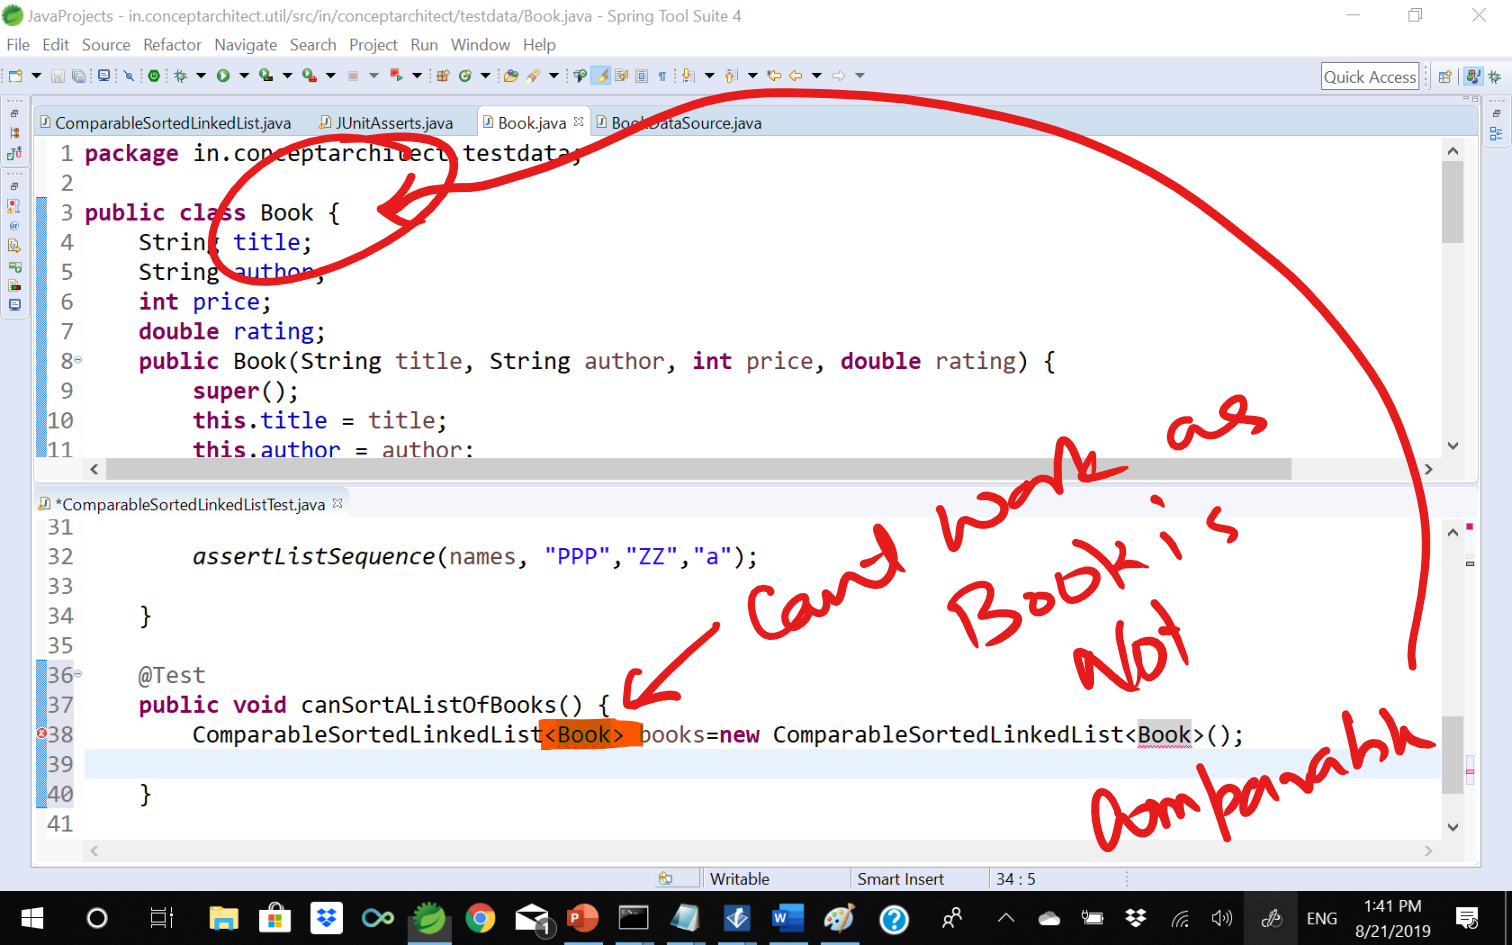 JavaProjects - in.conceptarchitect.util/src/in/conceptarchitect/testdata/Book.java - Spring Tool Suite 4
File Edit Source Refactor Navigate Search Project Run Window Help
Quick Access
ComparableSortedLinkedList.java JUnitAsserts.java Book.java BookDataSource.java
1 package in.conceptarchitect.testdata;
2
3 public class Book {
4 String title;
5 String author;
6 int price;
7 double rating;
8 public Book(String title, String author, int price, double rating) {
9 super();
10 this.title = title;
11 this.author = author;
*ComparableSortedLinkedListTest.java
31
32 assertListSequence(names, "PPP","ZZ","a");
33
34 }
35
36 @Test
37 public void canSortAListOfBooks() {
38 ComparableSortedLinkedList<Book> books=new ComparableSortedLinkedList<Book>();
39
40 }
41
Cant work as
Book is
Not
Comparable
Writable Smart Insert 34 : 5
1
ENG
1:41 PM
8/21/2019